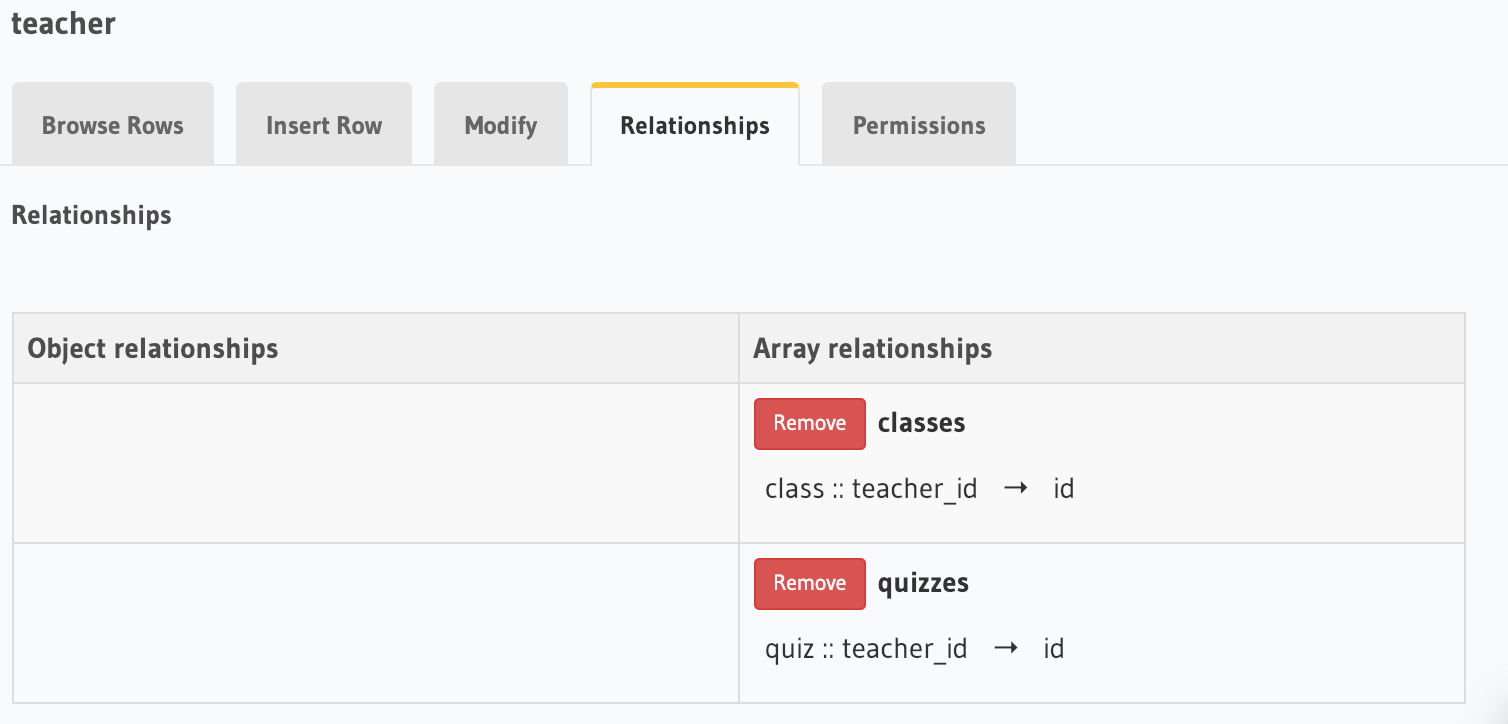 teacher
Browse Rows Insert Row Modify Relationships Permissions
Relationships
Object relationships Array relationships
Remove classes
class :: teacher_id → id
Remove quizzes
quiz :: teacher_id → id